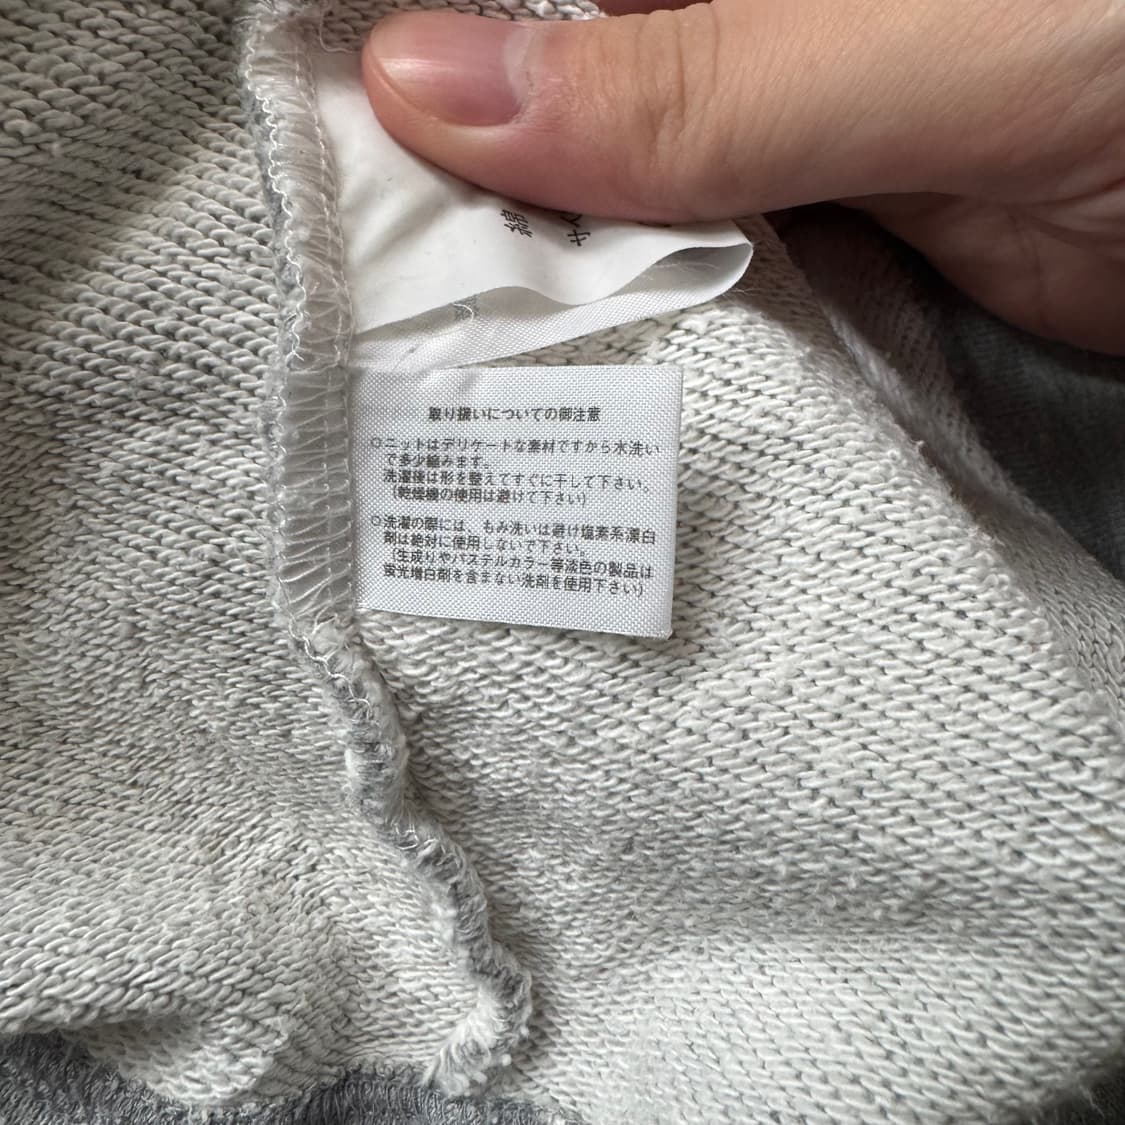 綿
サイ
取り扱いについての御注意
○ニットはデリケートな素材ですから水洗い
で多少縮みます。
洗濯後は形を整えてすぐに干して下さい。
（乾燥機の使用は避けて下さい）
○洗濯の際には、もみ洗いは避け塩素系漂白
剤は絶対に使用しないで下さい。
（生成りやパステルカラー等淡色の製品は
蛍光増白剤を含まない洗剤を使用下さい）